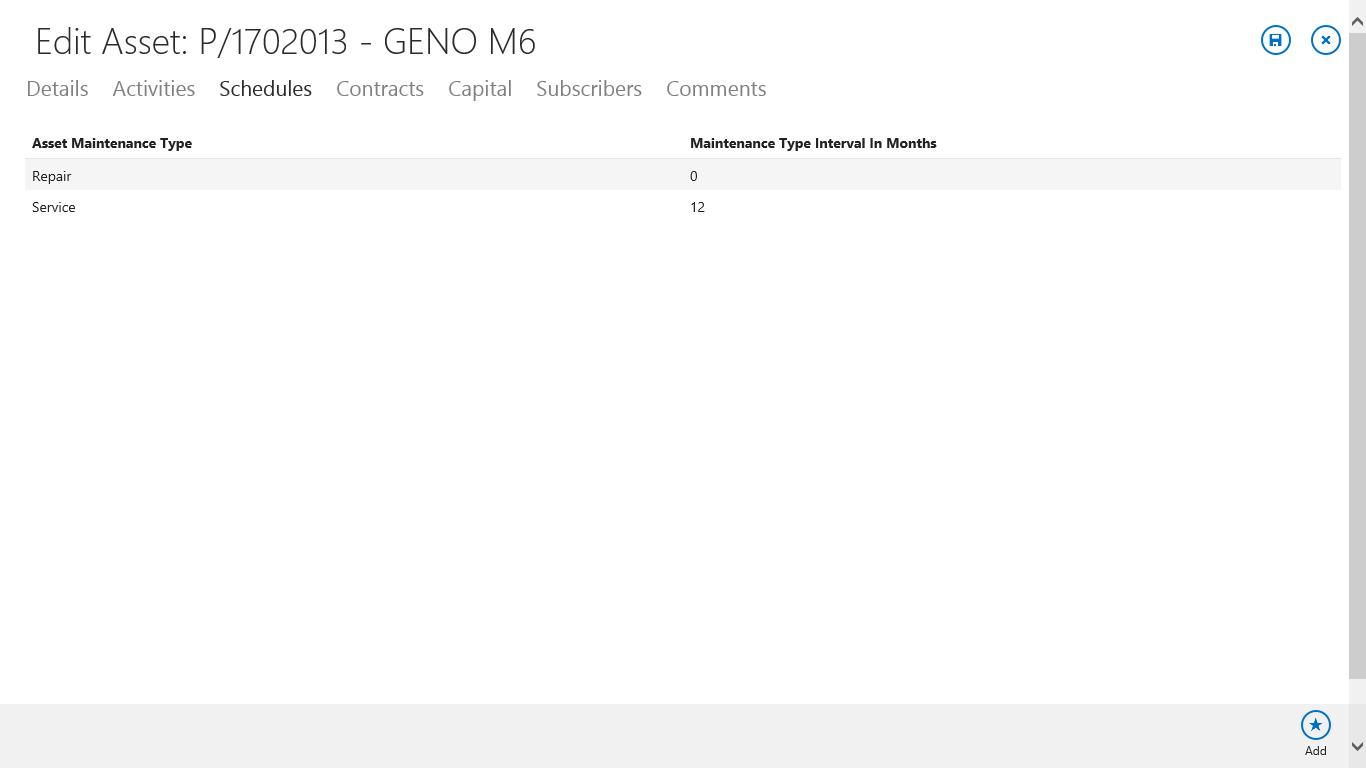 Edit Asset: P/1702013 - GENO M6
Details Activities Schedules Contracts Capital Subscribers Comments
Asset Maintenance Type Maintenance Type Interval In Months
Repair 0
Service 12
Add